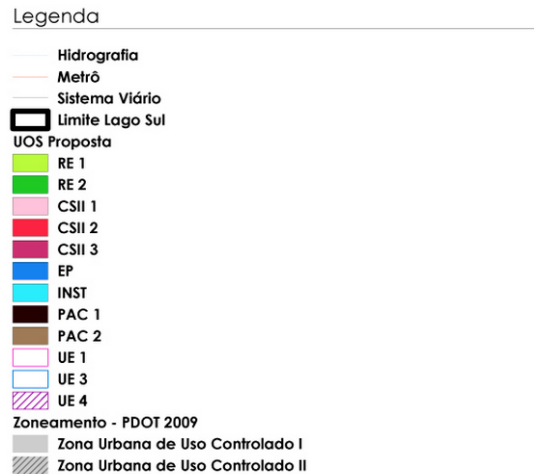 Legenda
Hidrografia
Metrô
Sistema Viário
Limite Lago Sul
UOS Proposta
RE 1
RE 2
CSII 1
CSII 2
CSII 3
EP
INST
PAC 1
PAC 2
UE 1
UE 3
UE 4
Zoneamento - PDOT 2009
Zona Urbana de Uso Controlado I
Zona Urbana de Uso Controlado II